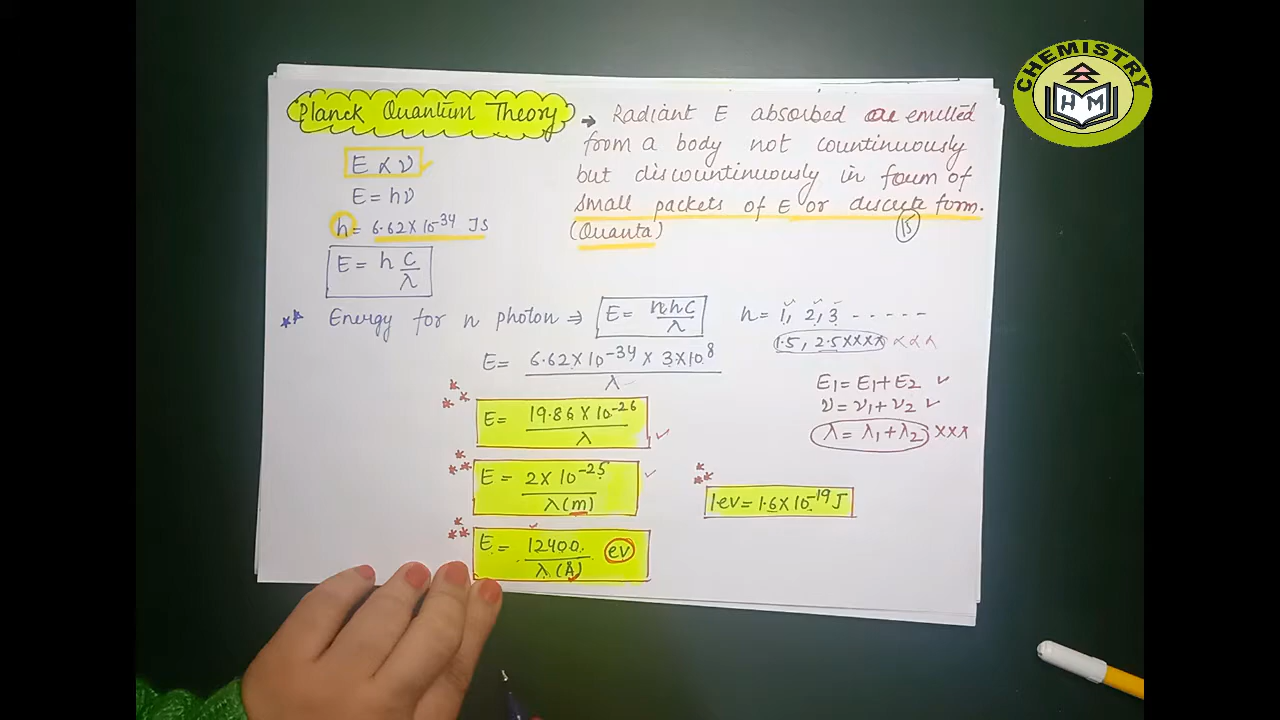 CHEMISTRY
HM
Planck Quantum Theory
→ Radiant E absorbed or emitted
from a body not countinuously
but discountinuously in foum of
small packets of E or discrete form.
(Quanta)
15
E ∝ ν
E = hν
h = 6.62 × 10⁻³⁴ JS
E = h c/λ
** Energy for n photon ⇒ E = nhc/λ
n = 1, 2, 3 ------
1.5, 2.5 ××××
E = 6.62 × 10⁻³⁴ × 3 × 10⁸ / λ
E = 19.86 × 10⁻²⁶ / λ
E = 2 × 10⁻²⁵ / λ(m)
E = 12400 / λ(Å) ev
E₁ = E₁ + E₂ ✓
ν = ν₁ + ν₂ ✓
λ = λ₁ + λ₂ ×××
1ev = 1.6 × 10⁻¹⁹ J